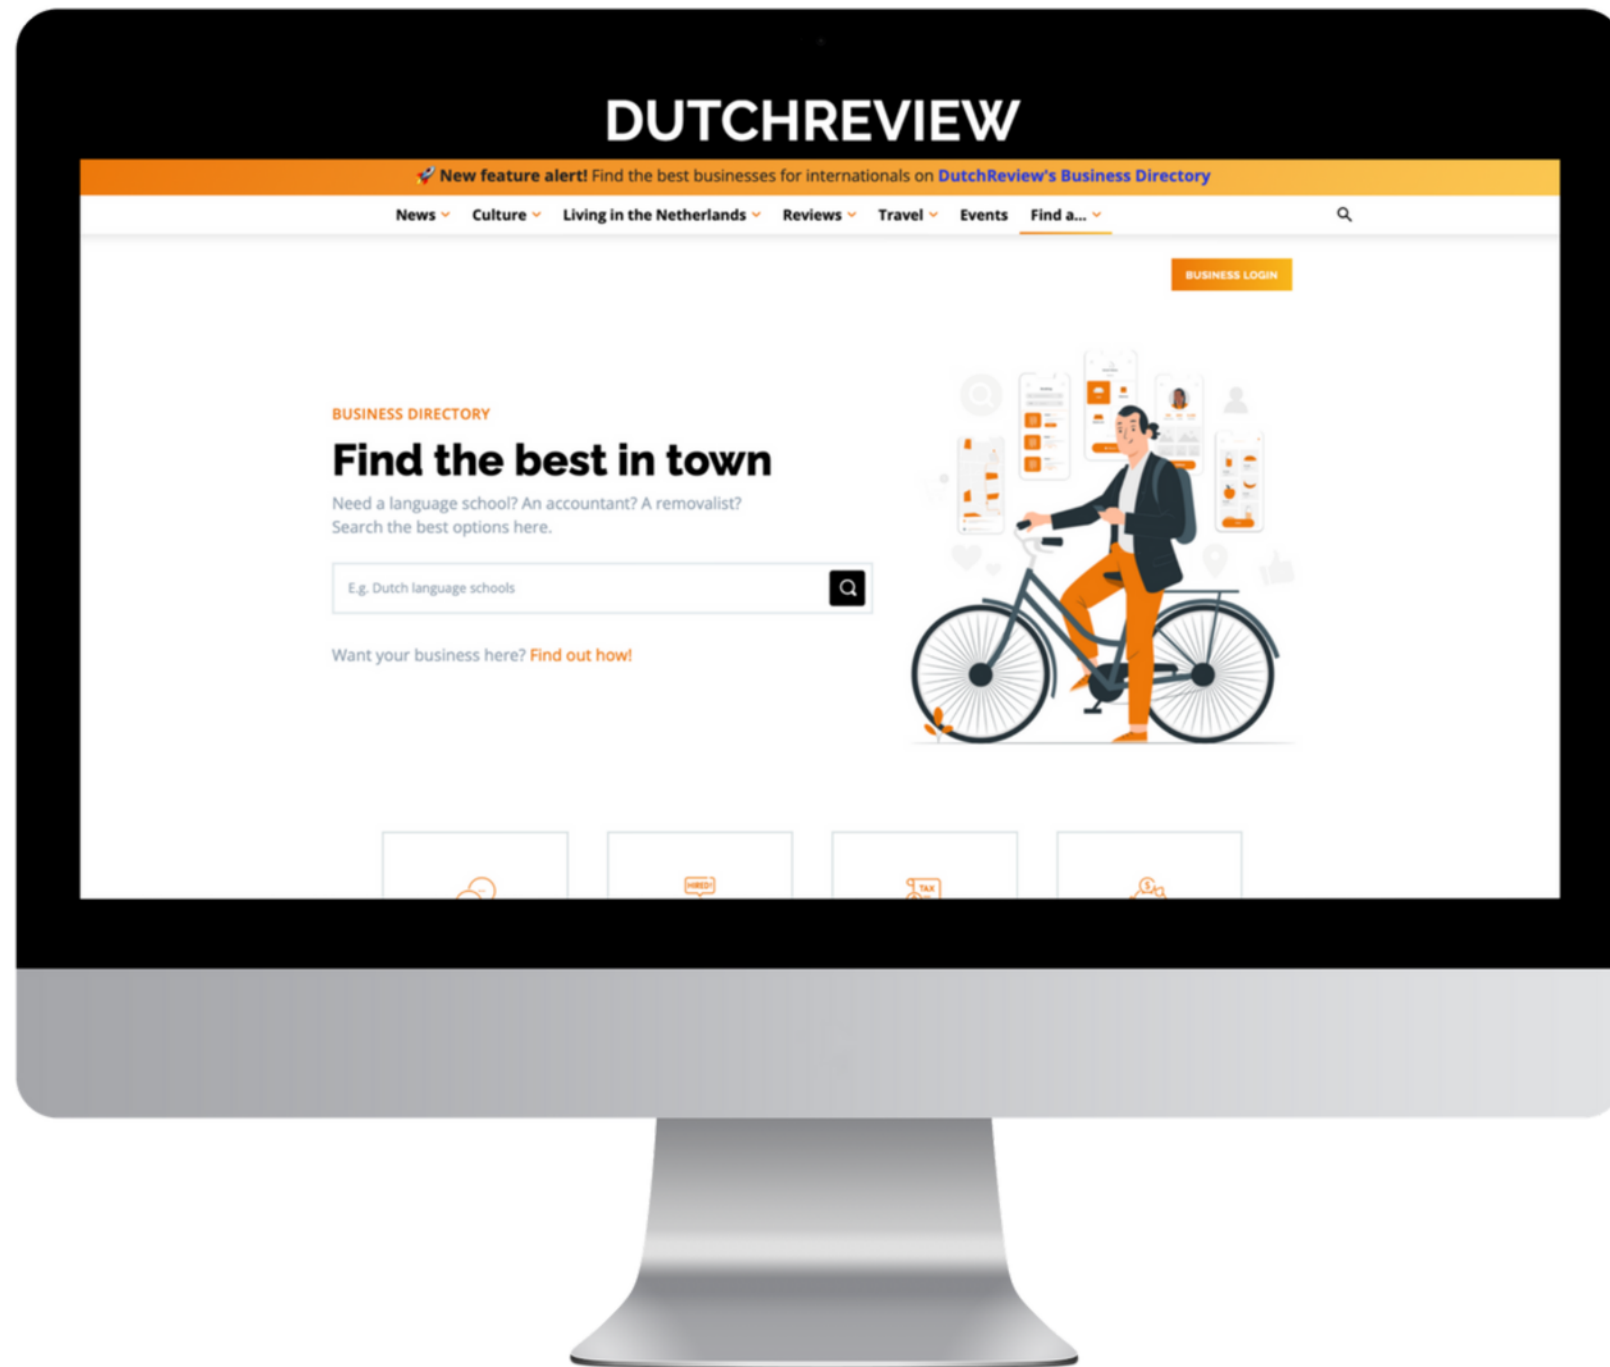 DUTCHREVIEW
New feature alert! Find the best businesses for internationals on DutchReview's Business Directory
News Culture Living in the Netherlands Reviews Travel Events Find a...
BUSINESS LOGIN
BUSINESS DIRECTORY
Find the best in town
Need a language school? An accountant? A removalist?
Search the best options here.
E.g. Dutch language schools
Want your business here? Find out how!
HIRED! TAX